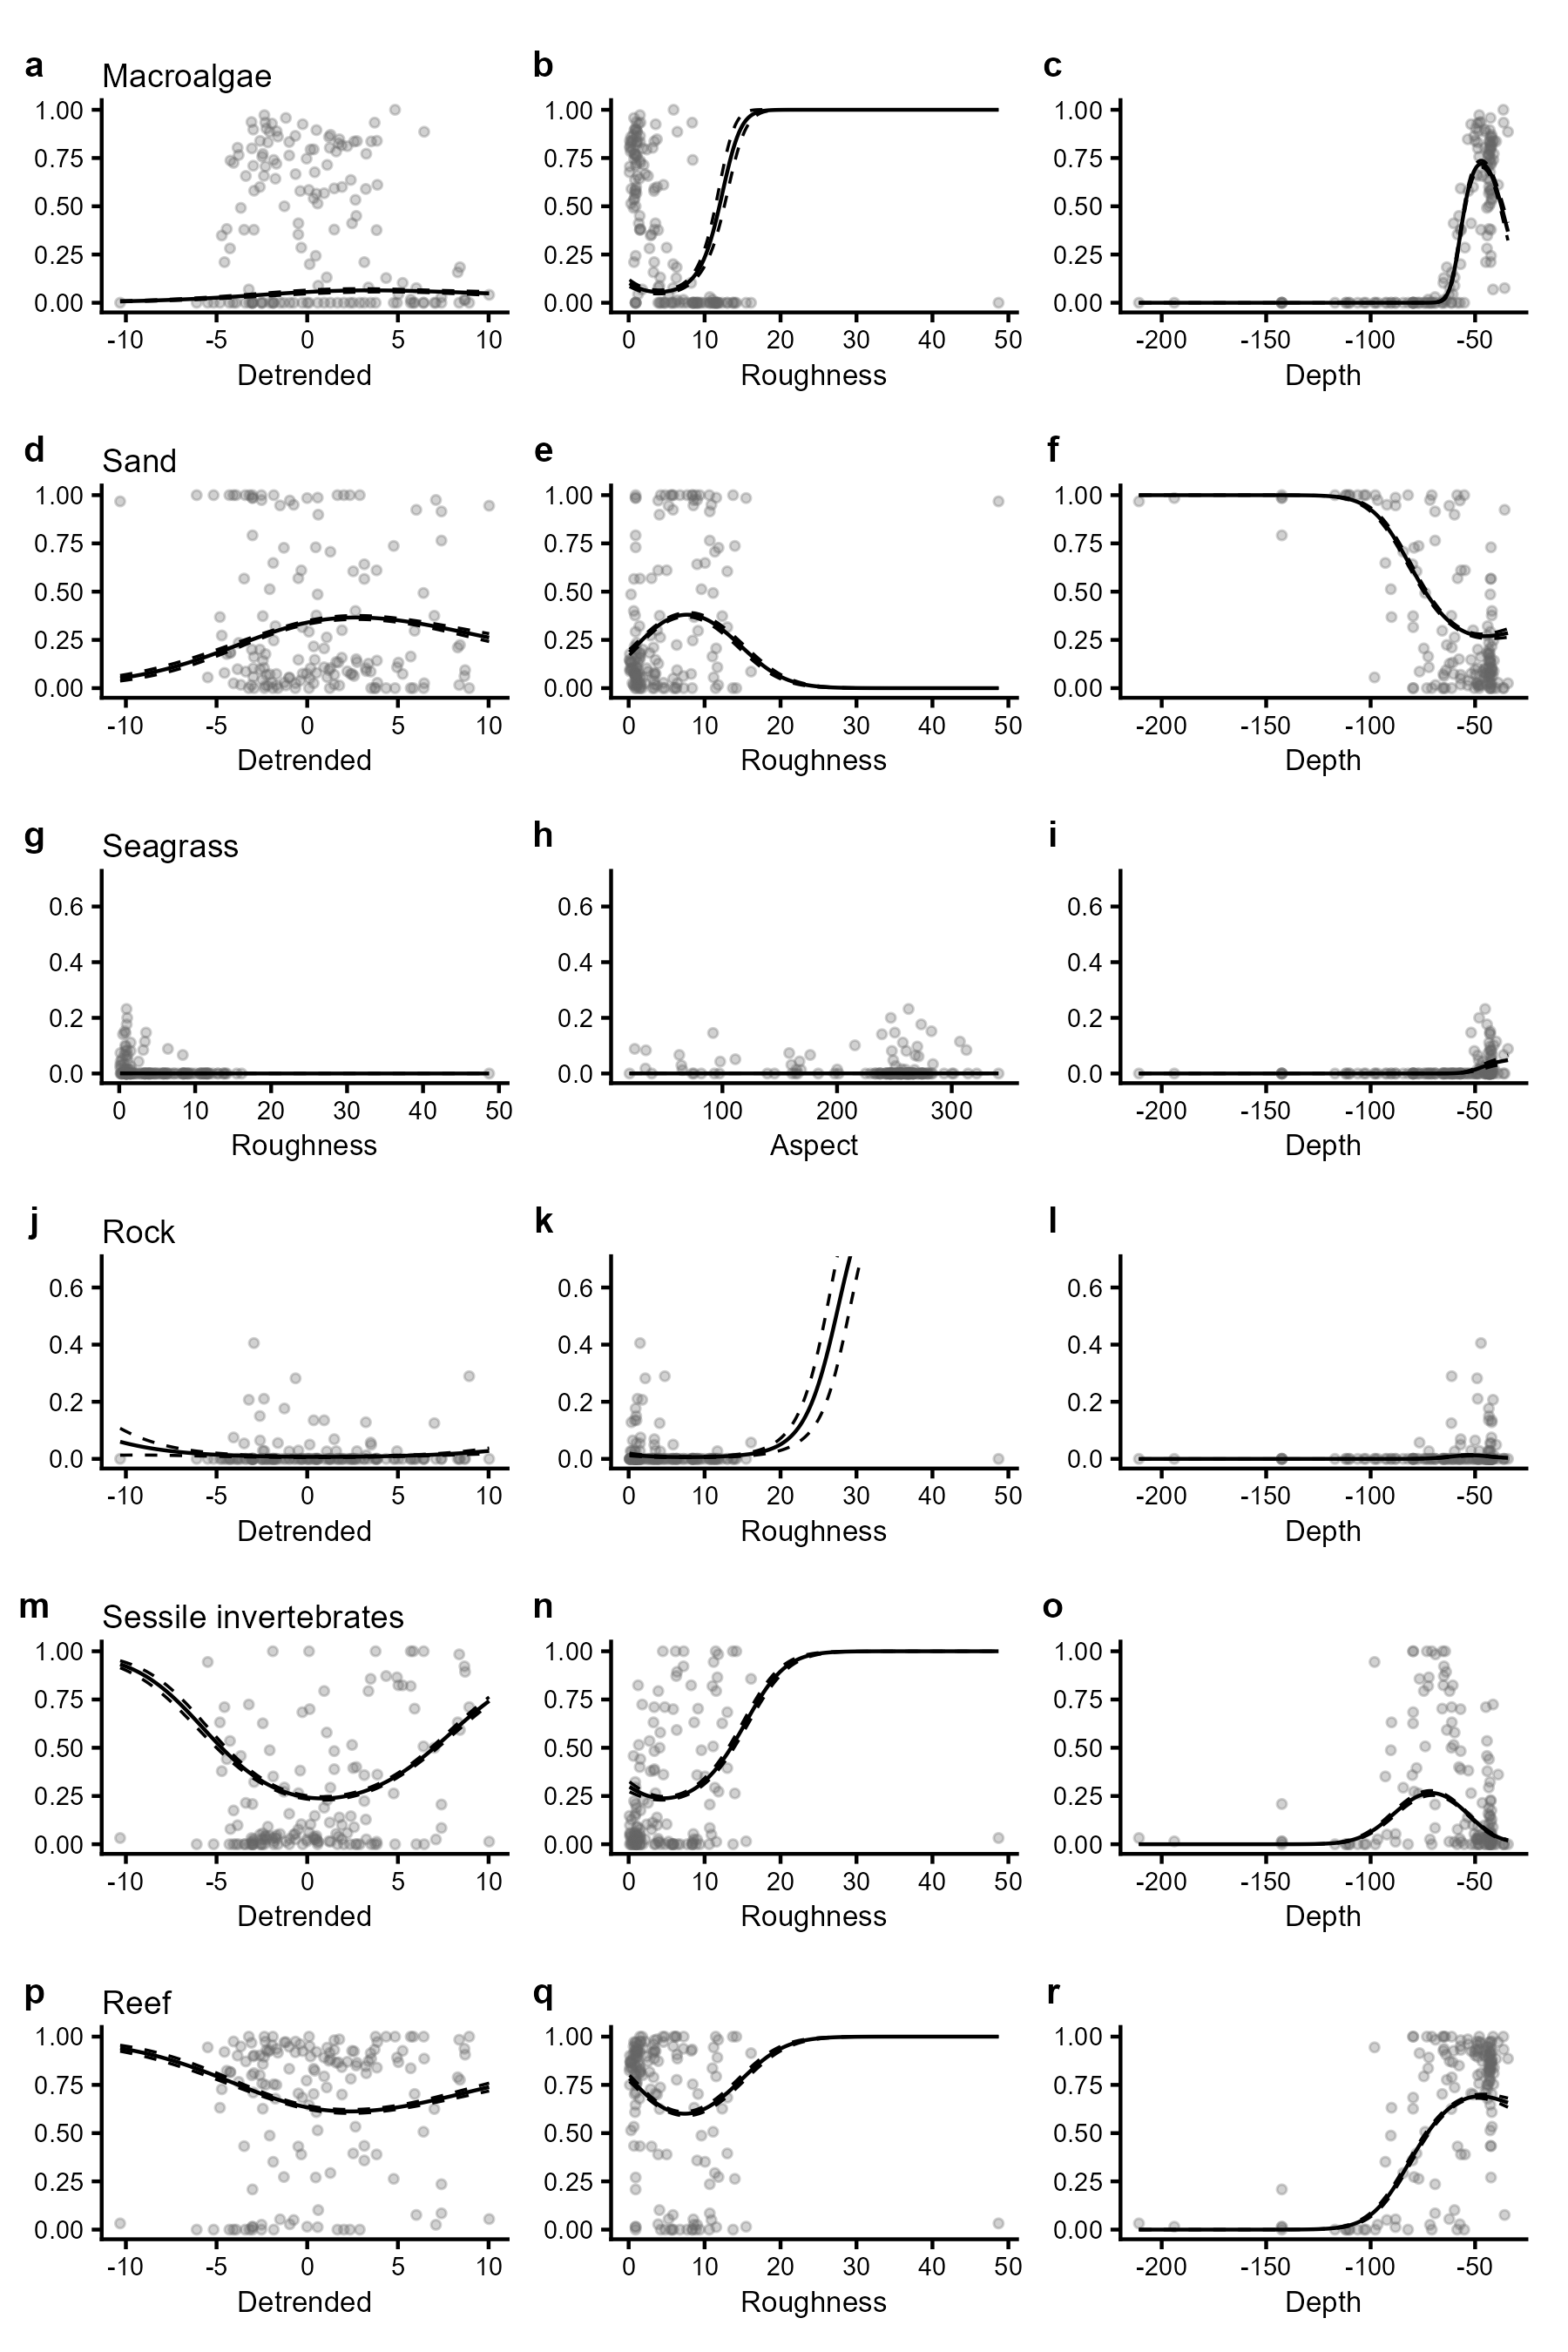 a b c
Macroalgae
1.00 1.00 1.00
0.75 0.75 0.75
0.50 0.50 0.50
0.25 0.25 0.25
0.00 0.00 0.00
-10 -5 0 5 10 0 10 20 30 40 50 -200 -150 -100 -50
Detrended Roughness Depth
d e f
Sand
1.00 1.00 1.00
0.75 0.75 0.75
0.50 0.50 0.50
0.25 0.25 0.25
0.00 0.00 0.00
-10 -5 0 5 10 0 10 20 30 40 50 -200 -150 -100 -50
Detrended Roughness Depth
g h i
Seagrass
0.6 0.6 0.6
0.4 0.4 0.4
0.2 0.2 0.2
0.0 0.0 0.0
0 10 20 30 40 50 100 200 300 -200 -150 -100 -50
Roughness Aspect Depth
j k l
Rock
0.6 0.6 0.6
0.4 0.4 0.4
0.2 0.2 0.2
0.0 0.0 0.0
-10 -5 0 5 10 0 10 20 30 40 50 -200 -150 -100 -50
Detrended Roughness Depth
m n o
Sessile invertebrates
1.00 1.00 1.00
0.75 0.75 0.75
0.50 0.50 0.50
0.25 0.25 0.25
0.00 0.00 0.00
-10 -5 0 5 10 0 10 20 30 40 50 -200 -150 -100 -50
Detrended Roughness Depth
p q r
Reef
1.00 1.00 1.00
0.75 0.75 0.75
0.50 0.50 0.50
0.25 0.25 0.25
0.00 0.00 0.00
-10 -5 0 5 10 0 10 20 30 40 50 -200 -150 -100 -50
Detrended Roughness Depth